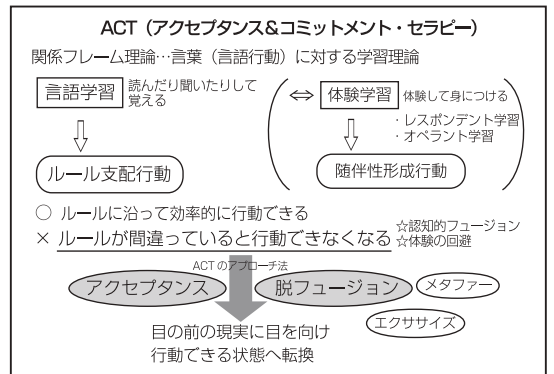 ACT（アクセプタンス&コミットメント・セラピー）
関係フレーム理論…言葉（言語行動）に対する学習理論
言語学習
読んだり聞いたりして
覚える
⇔
体験学習
体験して身につける
・レスポンデント学習
・オペラント学習
ルール支配行動
随伴性形成行動
○ ルールに沿って効率的に行動できる
× ルールが間違っていると行動できなくなる
☆認知的フュージョン
☆体験の回避
ACTのアプローチ法
アクセプタンス
脱フュージョン
メタファー
エクササイズ
目の前の現実に目を向け
行動できる状態へ転換